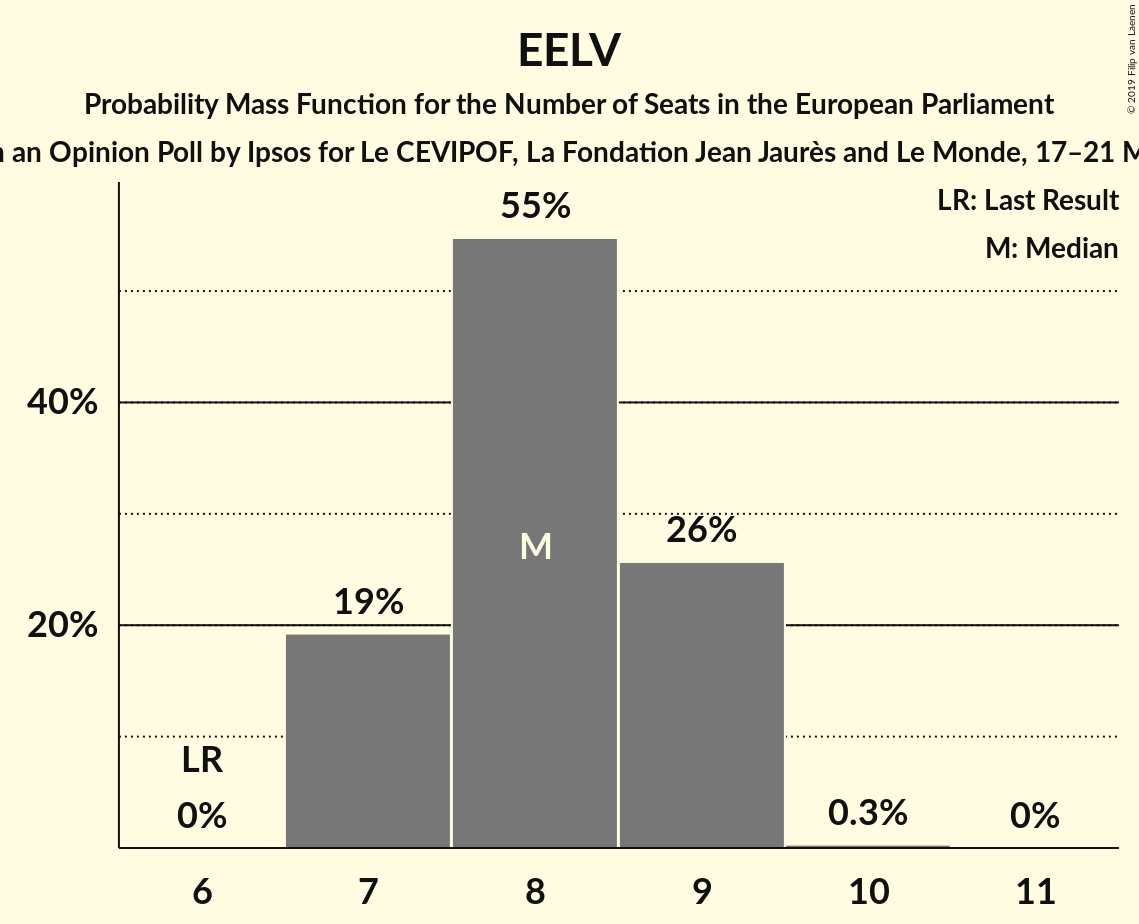 EELV
Probability Mass Function for the Number of Seats in the European Parliament
an Opinion Poll by Ipsos for Le CEVIPOF, La Fondation Jean Jaurès and Le Monde, 17–21
© 2019 Filip van Laenen
LR: Last Result
M: Median
55%
40%
M
26%
19%
20%
LR
0%
0.3%
0%
6 7 8 9 10 11